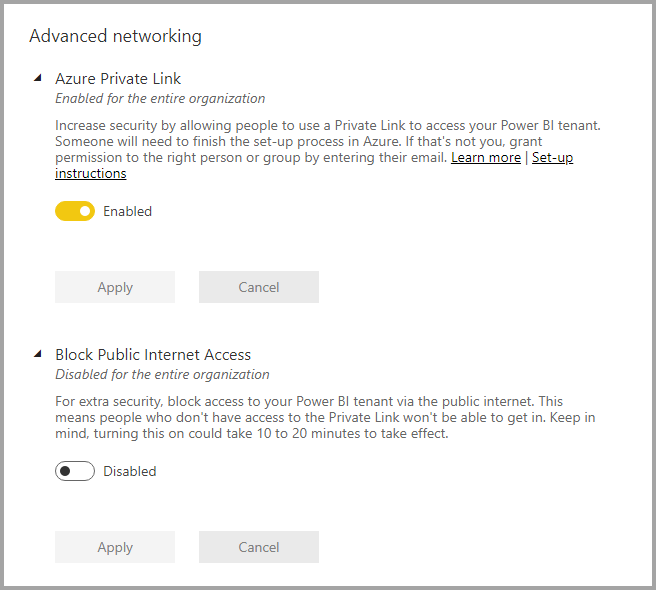 Advanced networking
Azure Private Link
Enabled for the entire organization
Increase security by allowing people to use a Private Link to access your Power BI tenant.
Someone will need to finish the set-up process in Azure. If that's not you, grant
permission to the right person or group by entering their email. Learn more | Set-up
instructions
Enabled
Apply Cancel
Block Public Internet Access
Disabled for the entire organization
For extra security, block access to your Power BI tenant via the public internet. This
means people who don't have access to the Private Link won't be able to get in. Keep in
mind, turning this on could take 10 to 20 minutes to take effect.
Disabled
Apply Cancel